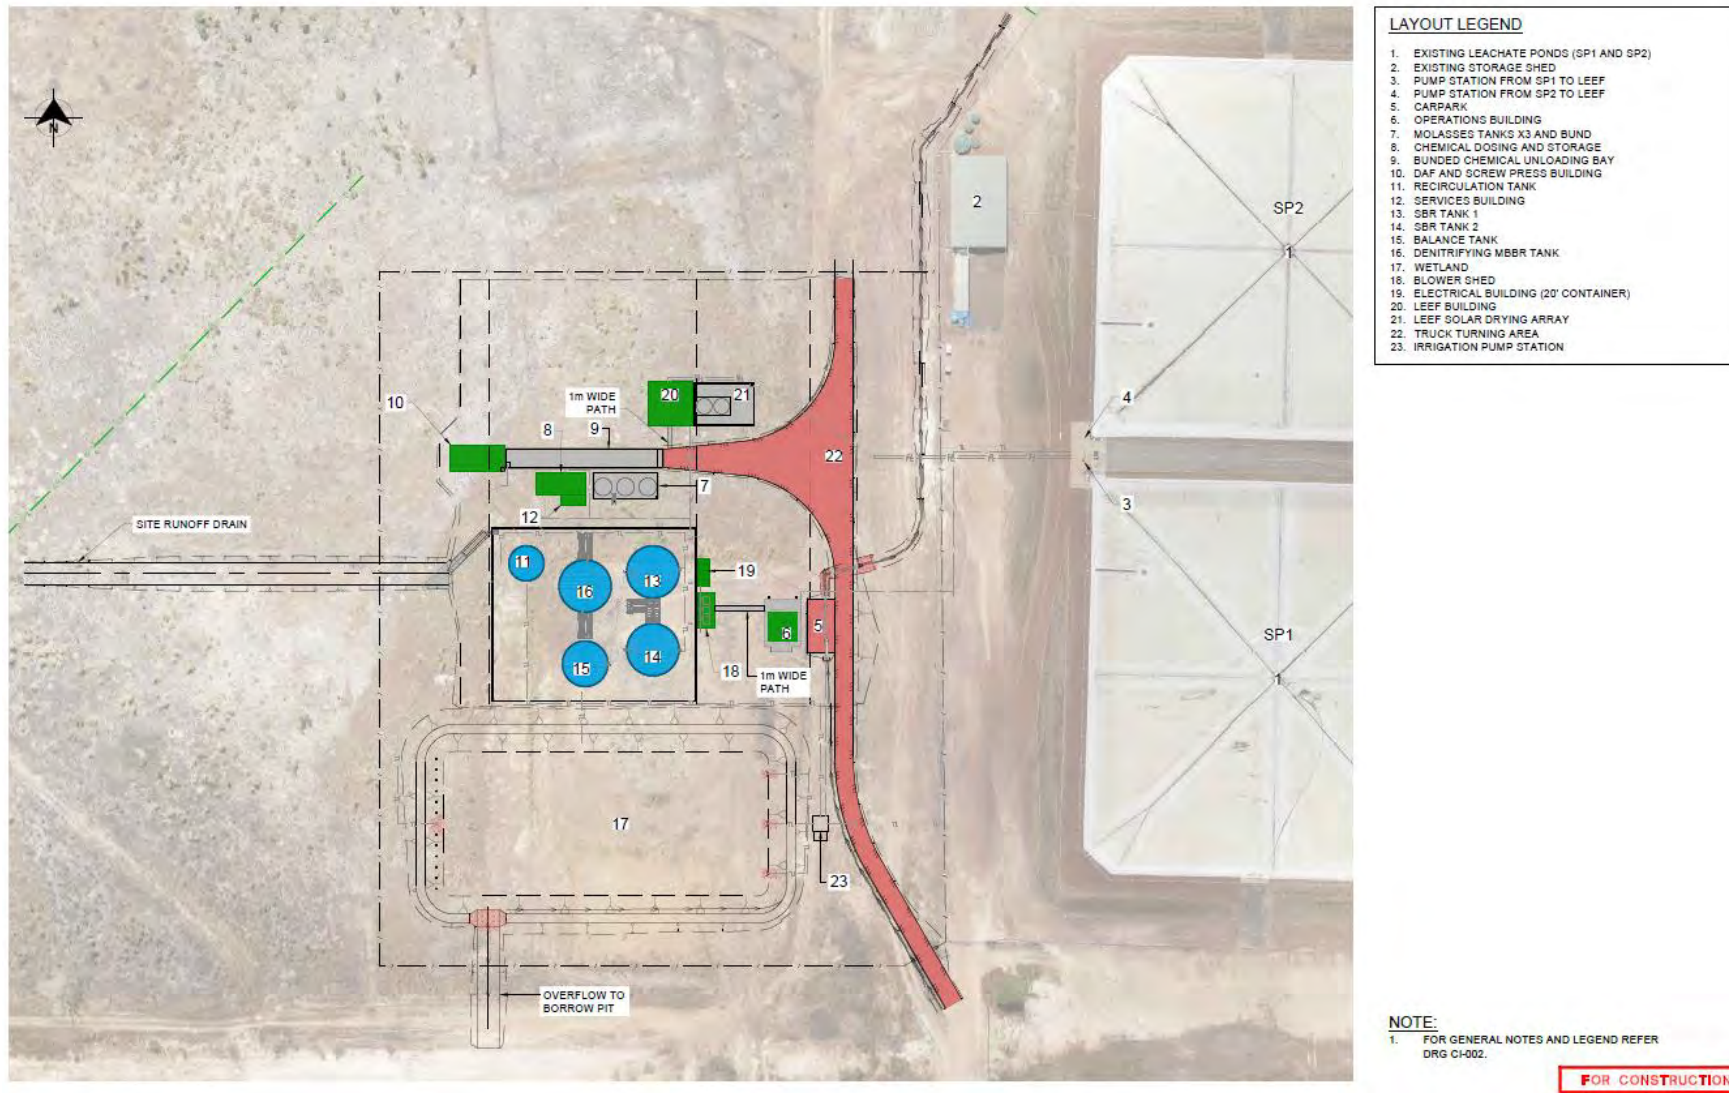 LAYOUT LEGEND
1. EXISTING LEACHATE PONDS (SP1 AND SP2)
2. EXISTING STORAGE SHED
3. PUMP STATION FROM SP1 TO LEEF
4. PUMP STATION FROM SP2 TO LEEF
5. CARPARK
6. OPERATIONS BUILDING
7. MOLASSES TANKS X3 AND BUND
8. CHEMICAL DOSING AND STORAGE
9. BUNDED CHEMICAL UNLOADING BAY
10. DAF AND SCREW PRESS BUILDING
11. RECIRCULATION TANK
12. SERVICES BUILDING
13. SBR TANK 1
14. SBR TANK 2
15. BALANCE TANK
16. DENITRIFYING MBBR TANK
17. WETLAND
18. BLOWER SHED
19. ELECTRICAL BUILDING (20' CONTAINER)
20. LEEF BUILDING
21. LEEF SOLAR DRYING ARRAY
22. TRUCK TURNING AREA
23. IRRIGATION PUMP STATION
N
2
SP2
1
4
3
20
21
1m WIDE
PATH
10
8
9
22
7
12
SITE RUNOFF DRAIN
11
16
13
19
15
14
18
6
5
1m WIDE
PATH
SP1
1
17
23
OVERFLOW TO
BORROW PIT
NOTE:
1. FOR GENERAL NOTES AND LEGEND REFER
DRG CI-002.
FOR CONSTRUCTION